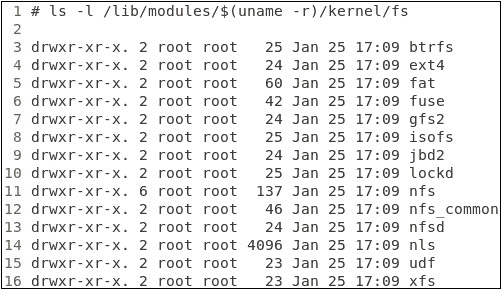 1 # ls -l /lib/modules/$(uname -r)/kernel/fs
2
3 drwxr-xr-x. 2 root root   25 Jan 25 17:09 btrfs
4 drwxr-xr-x. 2 root root   24 Jan 25 17:09 ext4
5 drwxr-xr-x. 2 root root   60 Jan 25 17:09 fat
6 drwxr-xr-x. 2 root root   42 Jan 25 17:09 fuse
7 drwxr-xr-x. 2 root root   24 Jan 25 17:09 gfs2
8 drwxr-xr-x. 2 root root   25 Jan 25 17:09 isofs
9 drwxr-xr-x. 2 root root   24 Jan 25 17:09 jbd2
10 drwxr-xr-x. 2 root root   25 Jan 25 17:09 lockd
11 drwxr-xr-x. 6 root root  137 Jan 25 17:09 nfs
12 drwxr-xr-x. 2 root root   46 Jan 25 17:09 nfs_common
13 drwxr-xr-x. 2 root root   24 Jan 25 17:09 nfsd
14 drwxr-xr-x. 2 root root 4096 Jan 25 17:09 nls
15 drwxr-xr-x. 2 root root   23 Jan 25 17:09 udf
16 drwxr-xr-x. 2 root root   23 Jan 25 17:09 xfs